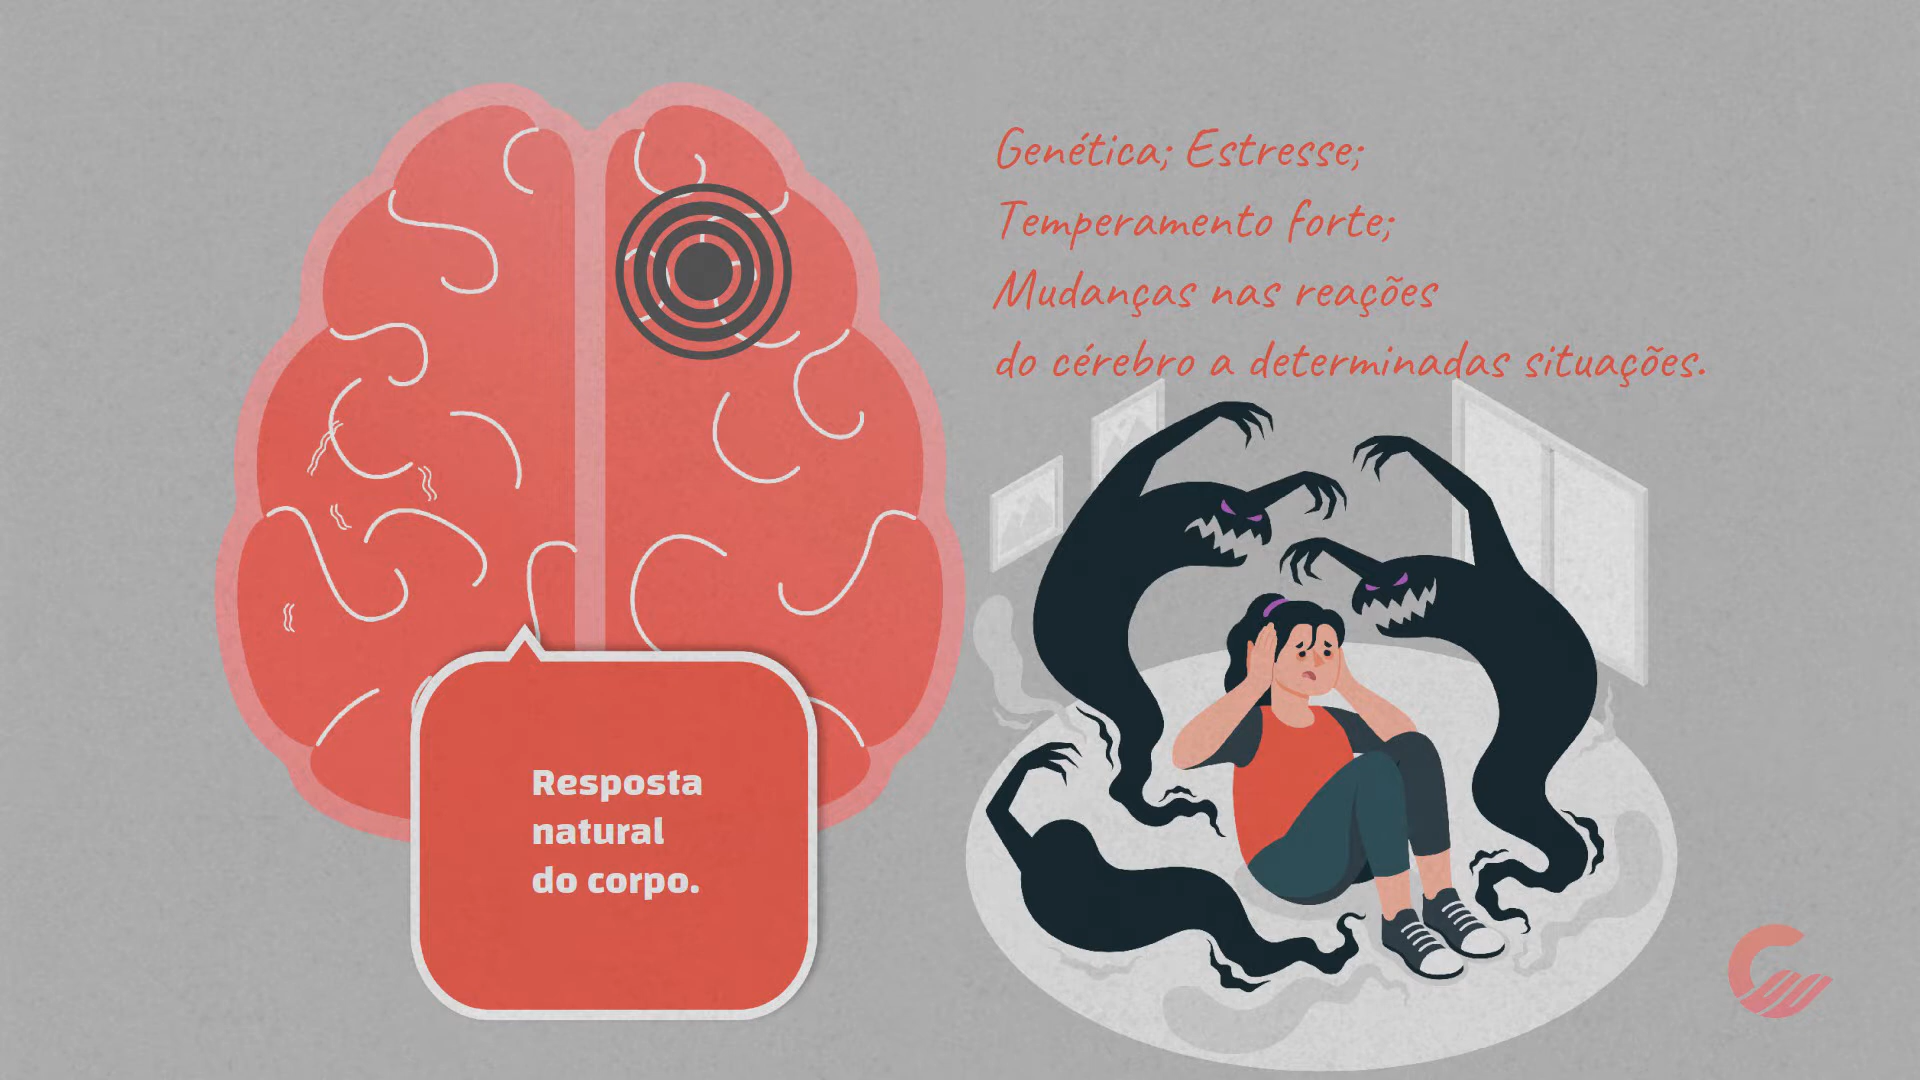 Genética; Estresse;
Temperamento forte;
Mudanças nas reações
do cérebro a determinadas situações.
Resposta
natural
do corpo.